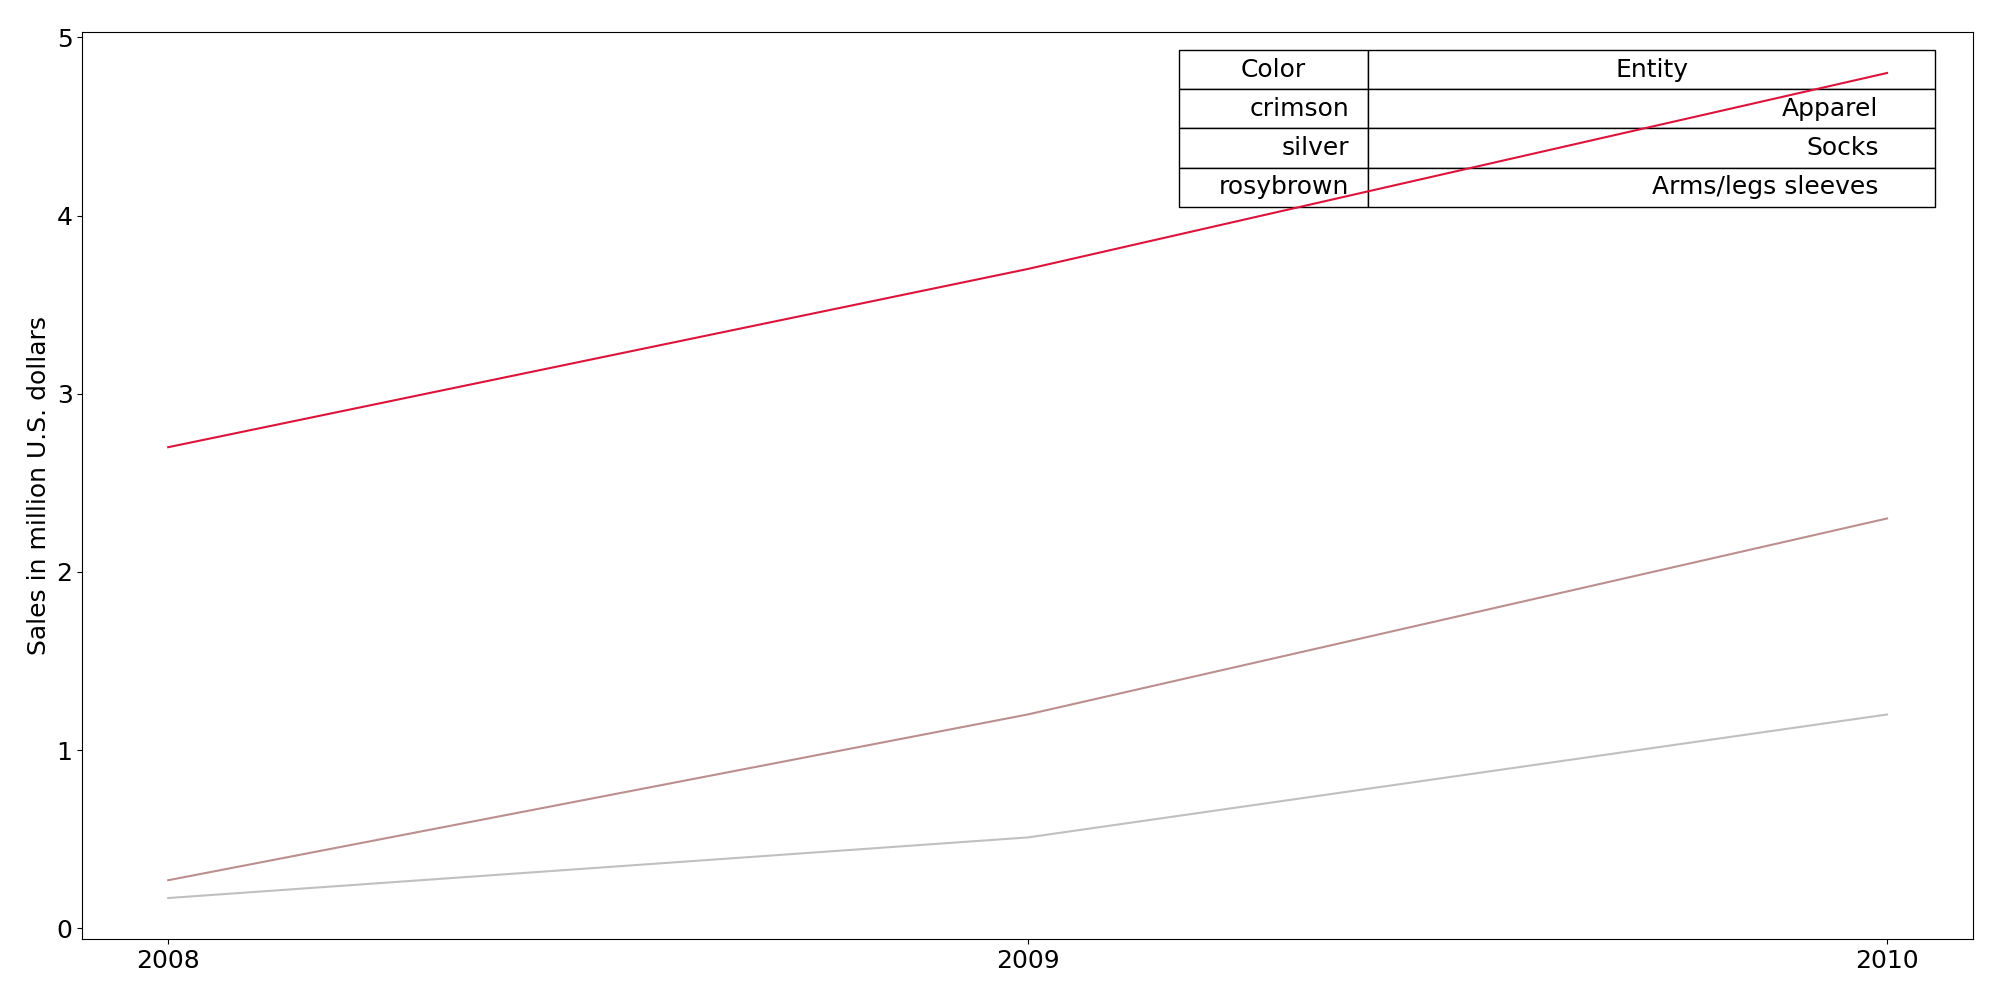 Color Entity
crimson Apparel
silver Socks
rosybrown Arms/legs sleeves
Sales in million U.S. dollars
5
4
3
2
1
0
2008 2009 2010